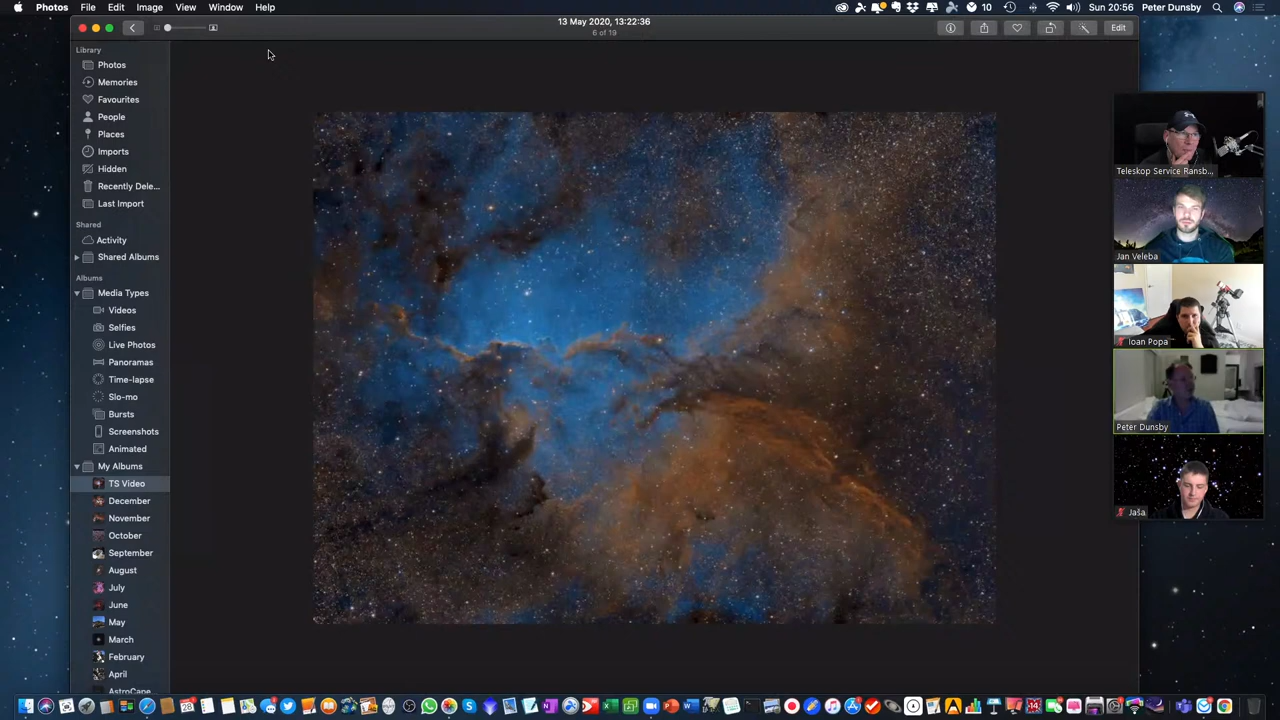 Photos File Edit Image View Window Help
10
Sun 20:56 Peter Dunsby
13 May 2020, 13:22:36
6 of 19
Edit
Library
Photos
Memories
Favourites
People
Places
Imports
Hidden
Recently Dele...
Last Import
Shared
Activity
Shared Albums
Albums
Media Types
Videos
Selfies
Live Photos
Panoramas
Time-lapse
Slo-mo
Bursts
Screenshots
Animated
My Albums
TS Video
December
November
October
September
August
July
June
May
March
February
April
AstroCape
Teleskop Service Ransb...
Jan Veleba
Ioan Popa
Peter Dunsby
Jaša